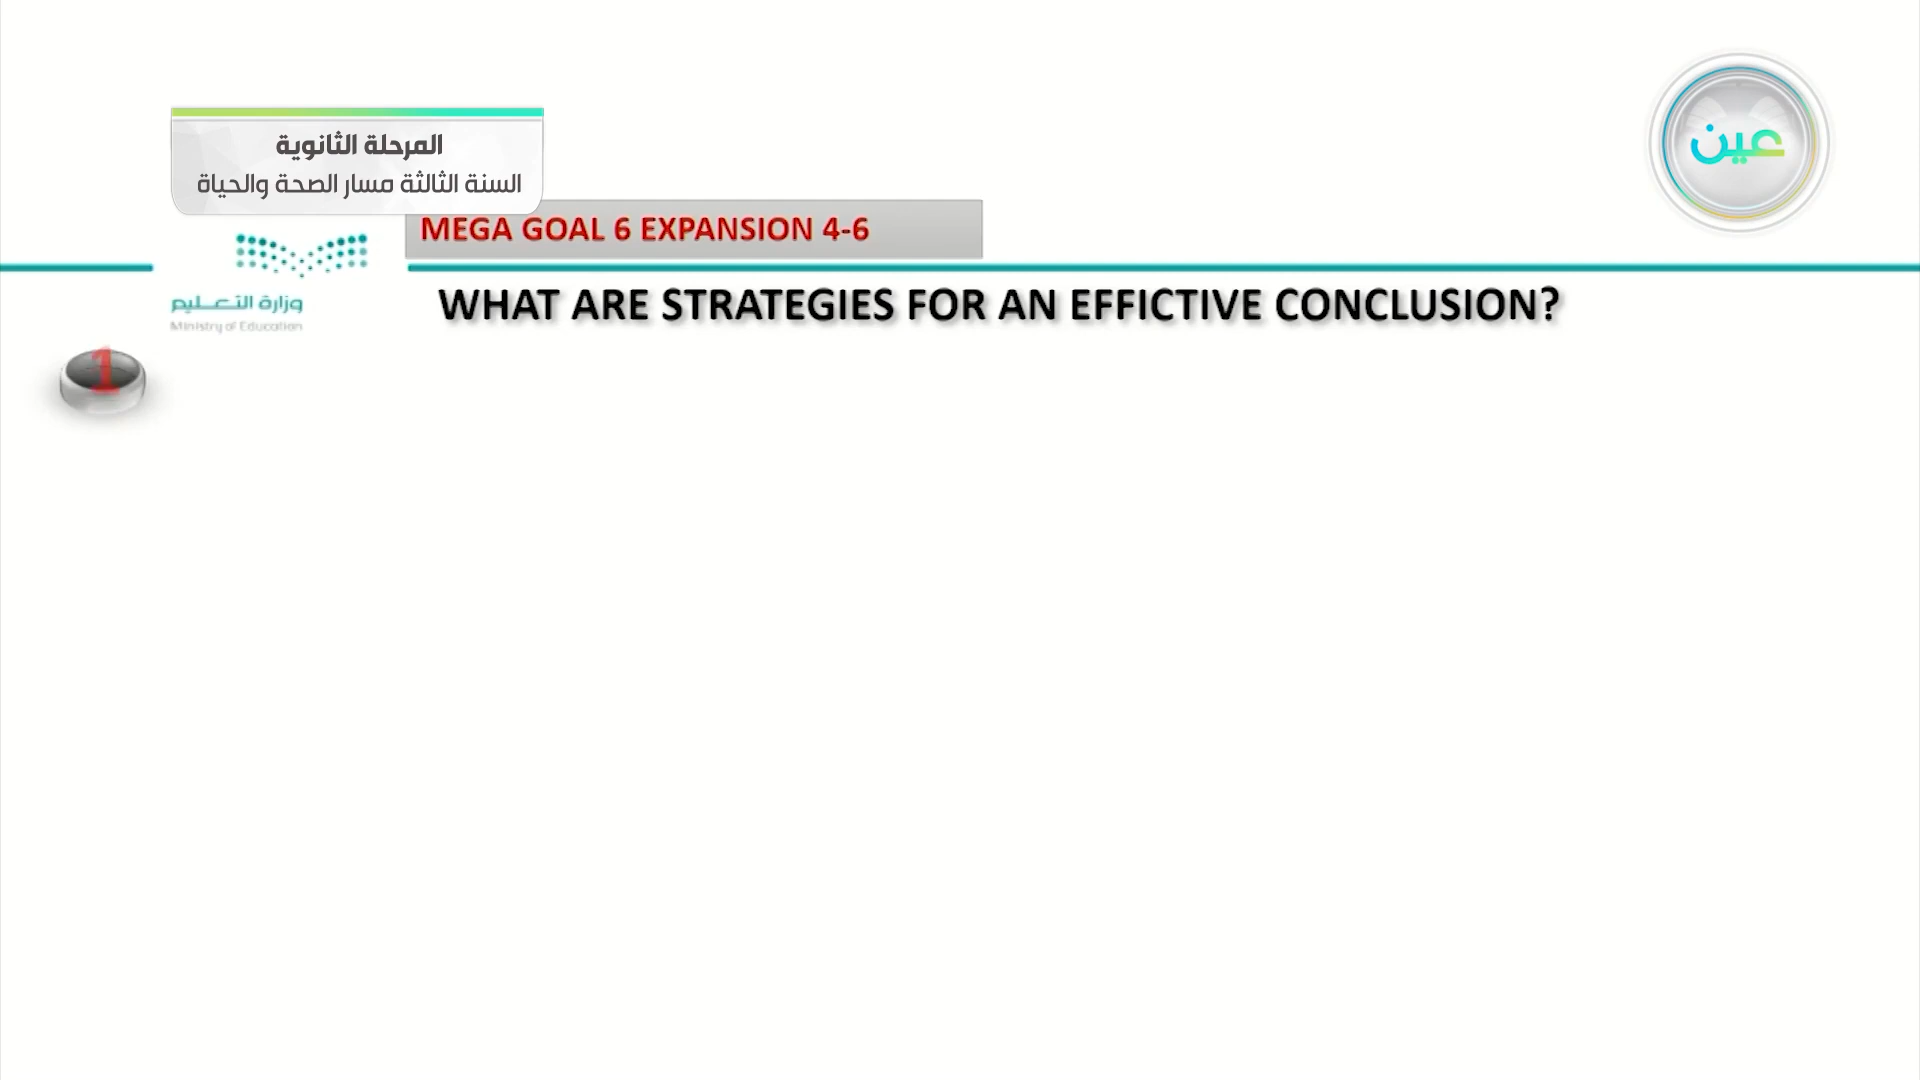 المرحلة الثانوية
السنة الثالثة مسار الصحة والحياة
عين
MEGA GOAL 6 EXPANSION 4-6
وزارة التعليم
Ministry of Education
WHAT ARE STRATEGIES FOR AN EFFICTIVE CONCLUSION?
1